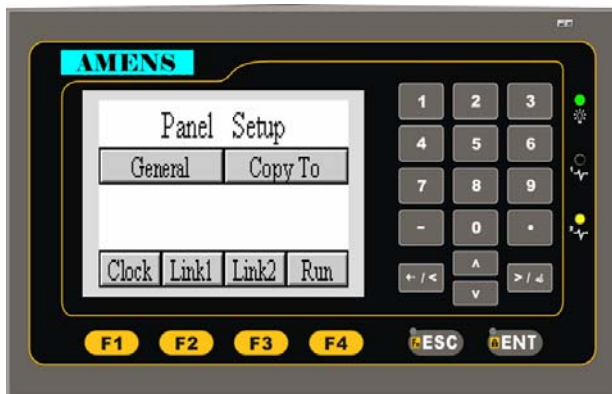 AMENS
Panel Setup
General Copy To
Clock Link1 Link2 Run
1 2 3
4 5 6
7 8 9
- 0 .
< / >
F1 F2 F3 F4
ESC ENT